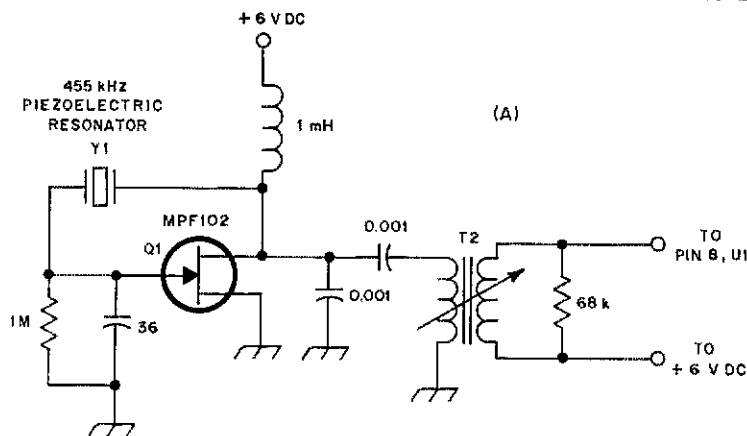 + 6 V DC
455 kHz
PIEZOELECTRIC
RESONATOR
Y1
1 mH
(A)
MPF102
Q1
0.001
T2
TO
PIN 8, U1
1M
36
0.001
68 k
TO
+ 6 V DC